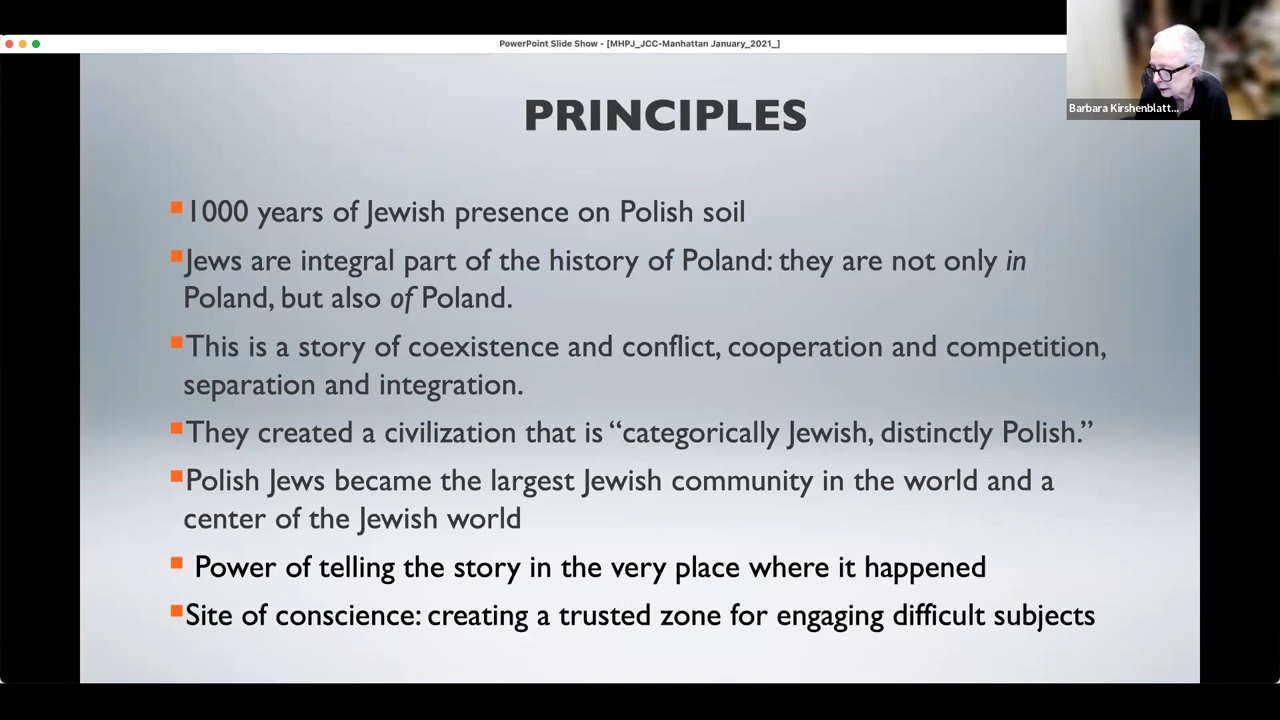 PowerPoint Slide Show - [MHPJ_JCC-Manhattan January_2021_]
Barbara Kirshenblatt...
PRINCIPLES
1000 years of Jewish presence on Polish soil
Jews are integral part of the history of Poland: they are not only in
Poland, but also of Poland.
This is a story of coexistence and conflict, cooperation and competition,
separation and integration.
They created a civilization that is “categorically Jewish, distinctly Polish.”
Polish Jews became the largest Jewish community in the world and a
center of the Jewish world
Power of telling the story in the very place where it happened
Site of conscience: creating a trusted zone for engaging difficult subjects